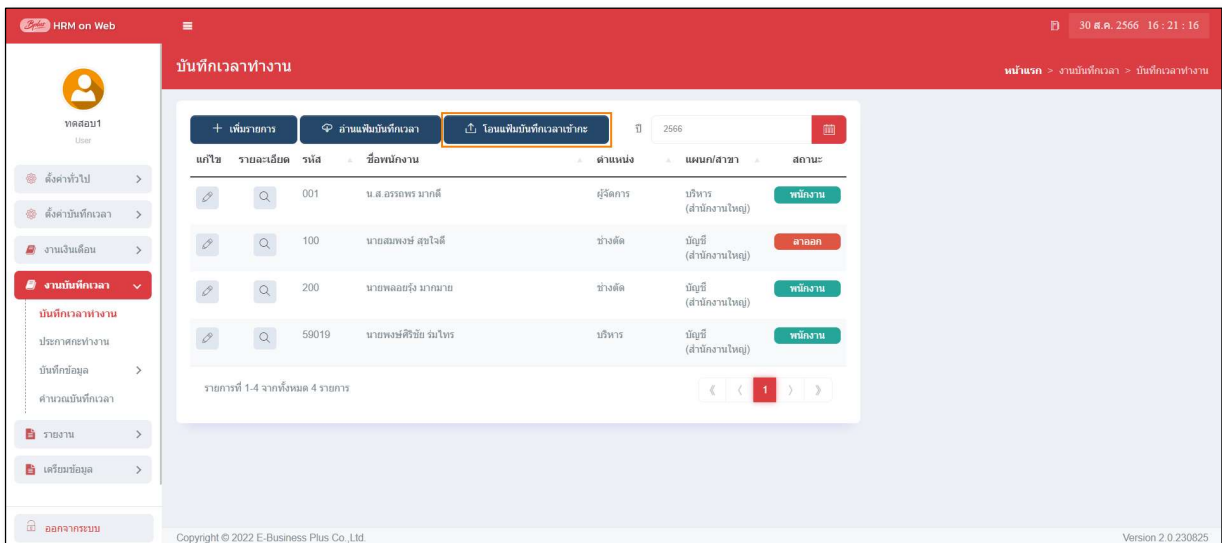 Bplus HRM on Web
30 ส.ค. 2566 16 : 21 : 16
บันทึกเวลาทำงาน
หน้าแรก > งานบันทึกเวลา > บันทึกเวลาทำงาน
ทดสอบ1
User
ตั้งค่าทั่วไป
ตั้งค่าบันทึกเวลา
งานเงินเดือน
งานบันทึกเวลา
บันทึกเวลาทำงาน
ประกาศกะทำงาน
บันทึกข้อมูล
คำนวณบันทึกเวลา
รายงาน
เตรียมข้อมูล
ออกจากระบบ
+ เพิ่มรายการ อ่านแฟ้มบันทึกเวลา โอนแฟ้มบันทึกเวลาเข้ากะ ปี 2566
แก้ไข รายละเอียด รหัส ชื่อพนักงาน ตำแหน่ง แผนก/สาขา สถานะ
001 น.ส.อรรถพร มากดี ผู้จัดการ บริหาร พนักงาน
(สำนักงานใหญ่)
100 นายสมพงษ์ สุขใจดี ช่างตัด บัญชี ลาออก
(สำนักงานใหญ่)
200 นายพลอยรุ้ง มากมาย ช่างตัด บัญชี พนักงาน
(สำนักงานใหญ่)
59019 นายพงษ์ศิริชัย ร่มไทร บริหาร บัญชี พนักงาน
(สำนักงานใหญ่)
รายการที่ 1-4 จากทั้งหมด 4 รายการ
1
Copyright © 2022 E-Business Plus Co.,Ltd.
Version 2.0.230825